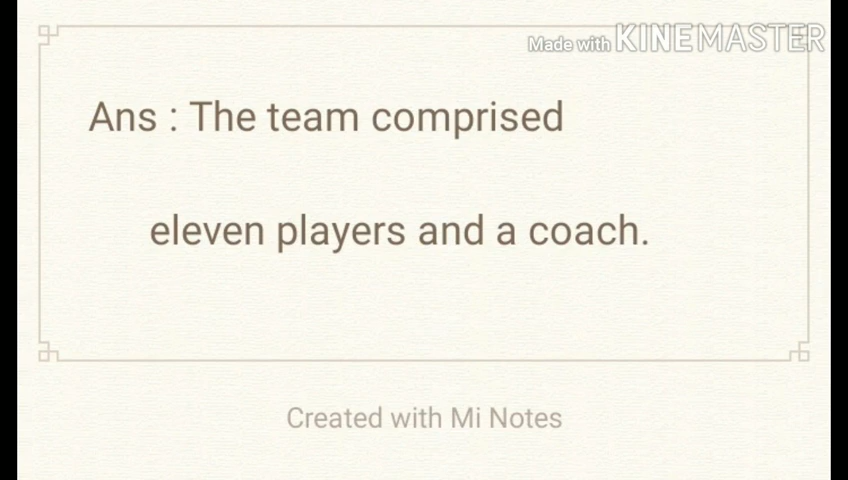 Made with KINEMASTER
Ans : The team comprised
eleven players and a coach.
Created with Mi Notes